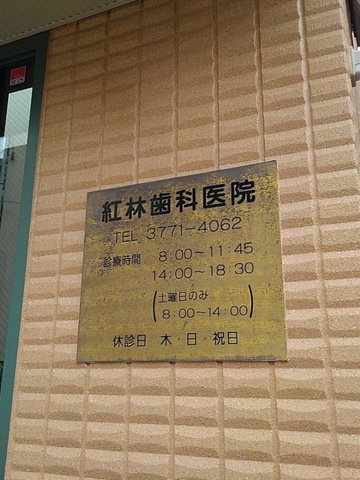 紅林歯科医院
TEL 3771-4062
診療時間 8:00~11:45
14:00~18:30
(土曜日のみ
8:00~14:00)
休診日 木・日・祝日